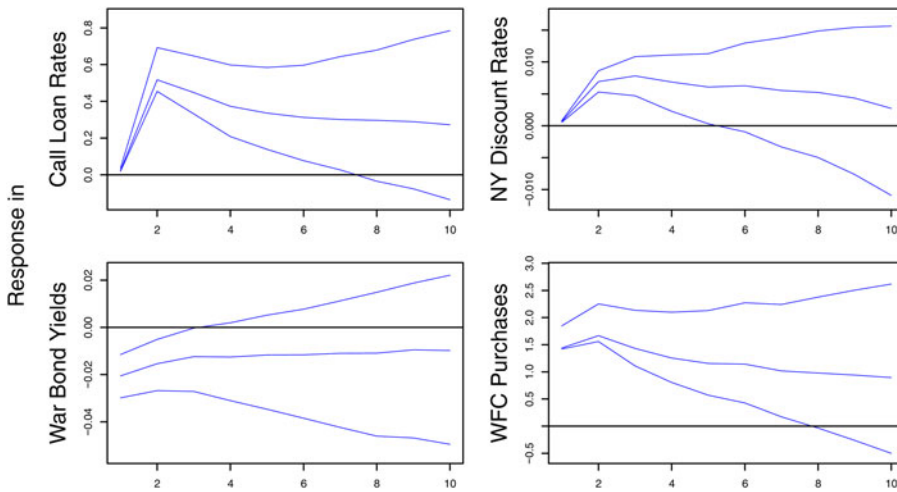 Response in
Call Loan Rates
0.8
0.6
0.4
0.2
0.0
2 4 6 8 10
NY Discount Rates
0.010
0.000
−0.010
2 4 6 8 10
War Bond Yields
0.02
0.00
−0.02
−0.04
2 4 6 8 10
WFC Purchases
3.0
2.5
2.0
1.5
1.0
0.5
−0.5
2 4 6 8 10